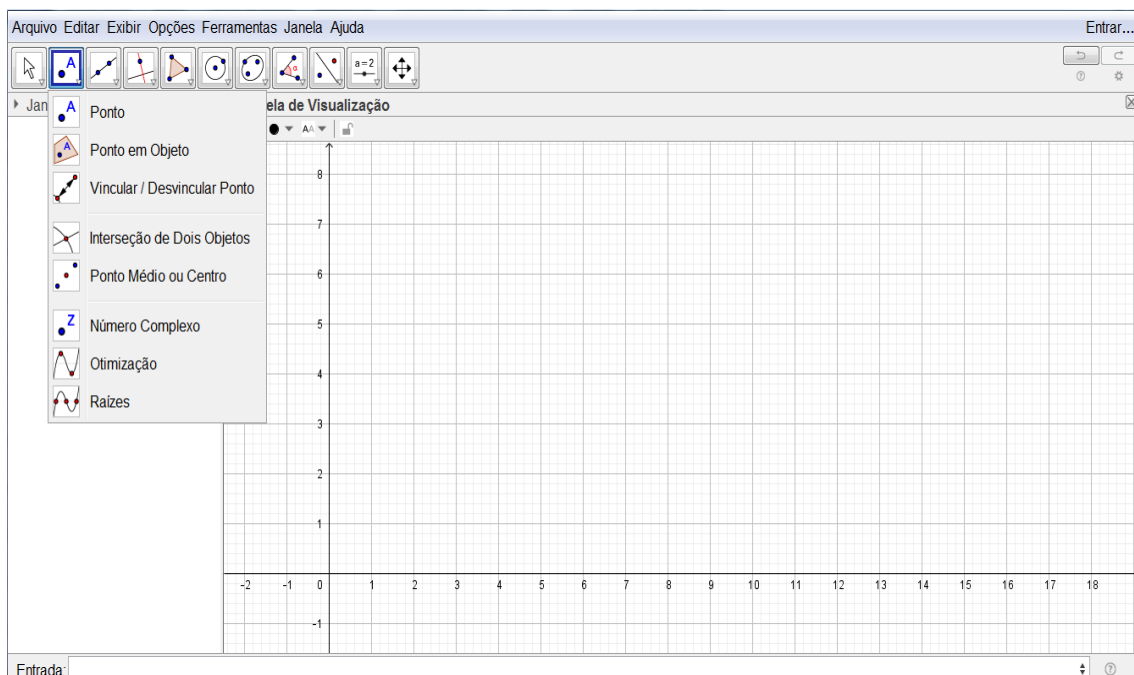 Arquivo Editar Exibir Opções Ferramentas Janela Ajuda Entrar...
A a=2
Jan ela de Visualização
A Ponto
AA
A Ponto em Objeto
Vincular / Desvincular Ponto
Interseção de Dois Objetos
Ponto Médio ou Centro
Z Número Complexo
Otimização
Raízes
8
7
6
5
4
3
2
1
-2 -1 0 1 2 3 4 5 6 7 8 9 10 11 12 13 14 15 16 17 18
-1
Entrada: